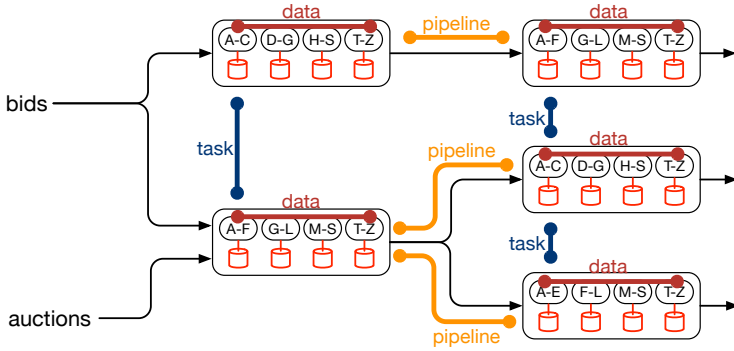 data
pipeline
data
A-C D-G H-S T-Z
A-F G-L M-S T-Z
bids
task
task
pipeline
data
A-C D-G H-S T-Z
data
A-F G-L M-S T-Z
task
data
A-E F-L M-S T-Z
auctions
pipeline